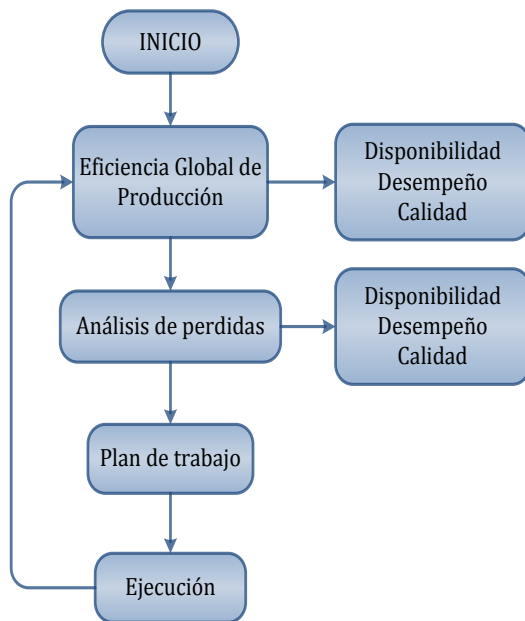 INICIO
Eficiencia Global de
Producción
Disponibilidad
Desempeño
Calidad
Análisis de perdidas
Disponibilidad
Desempeño
Calidad
Plan de trabajo
Ejecución